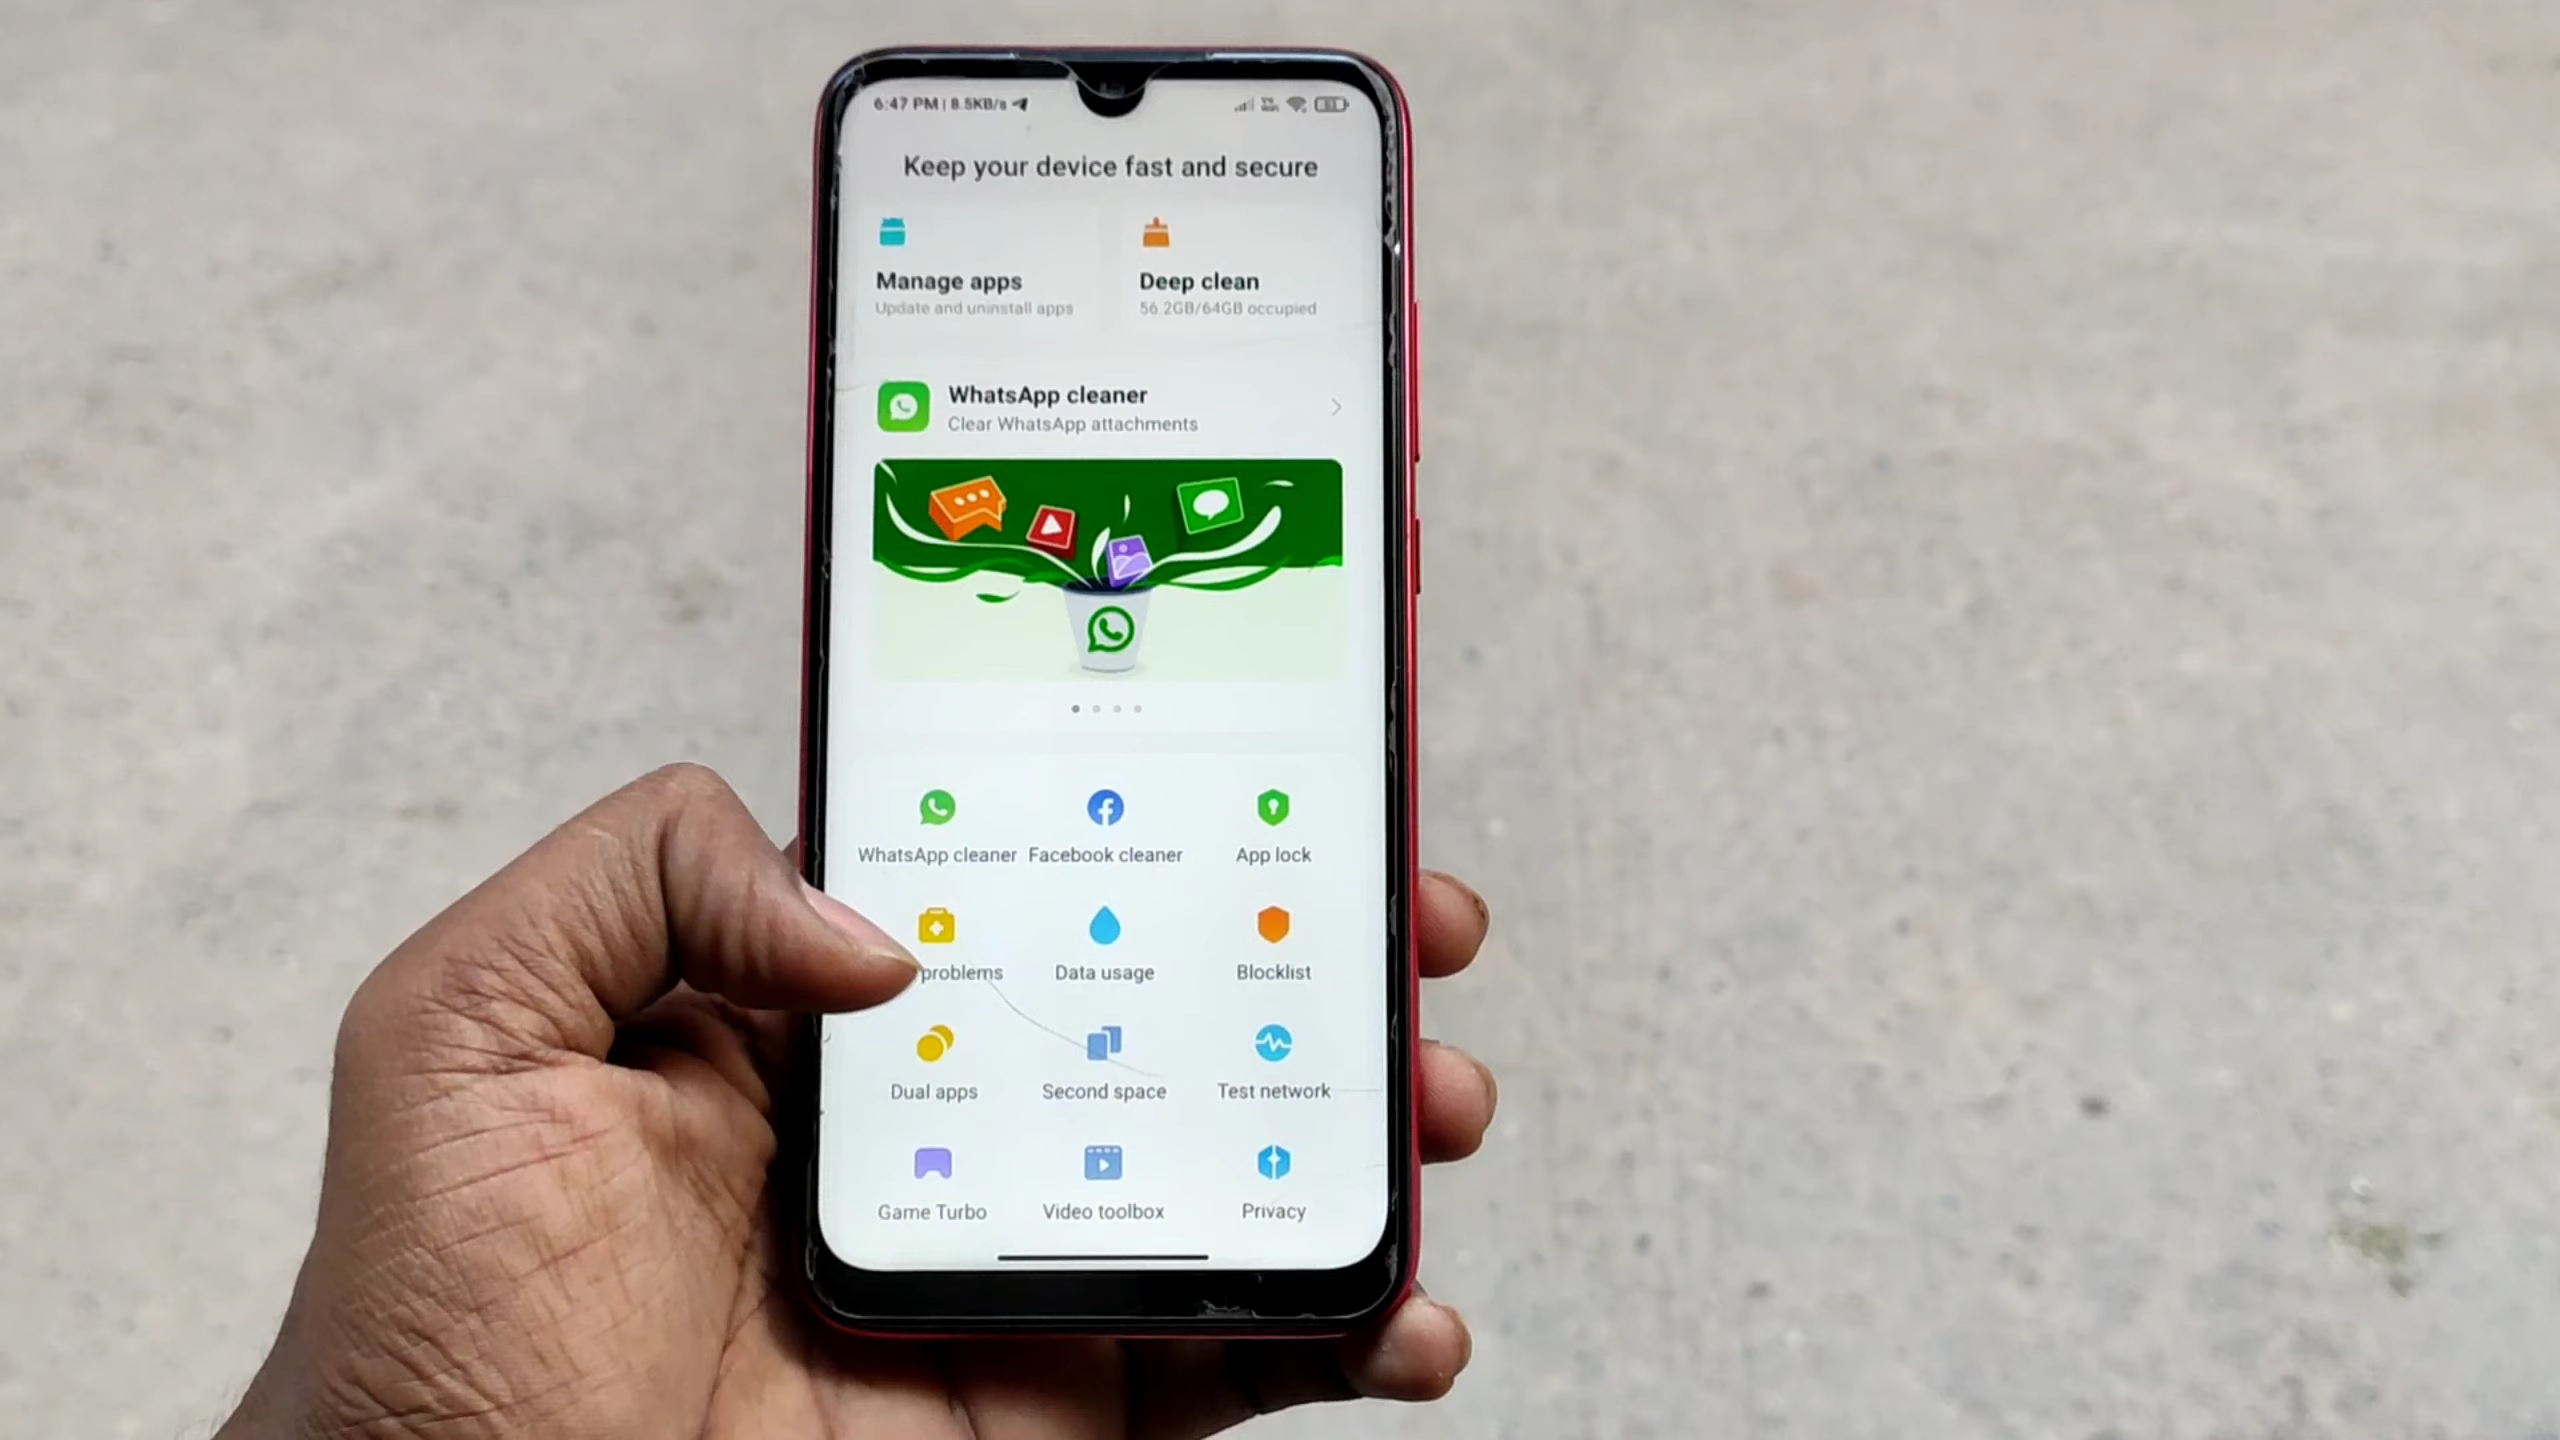 6:47 PM | 8.5KB/s
Keep your device fast and secure
Manage apps
Update and uninstall apps
Deep clean
56.2GB/64GB occupied
WhatsApp cleaner
Clear WhatsApp attachments
WhatsApp cleaner Facebook cleaner App lock
problems Data usage Blocklist
Dual apps Second space Test network
Game Turbo Video toolbox Privacy